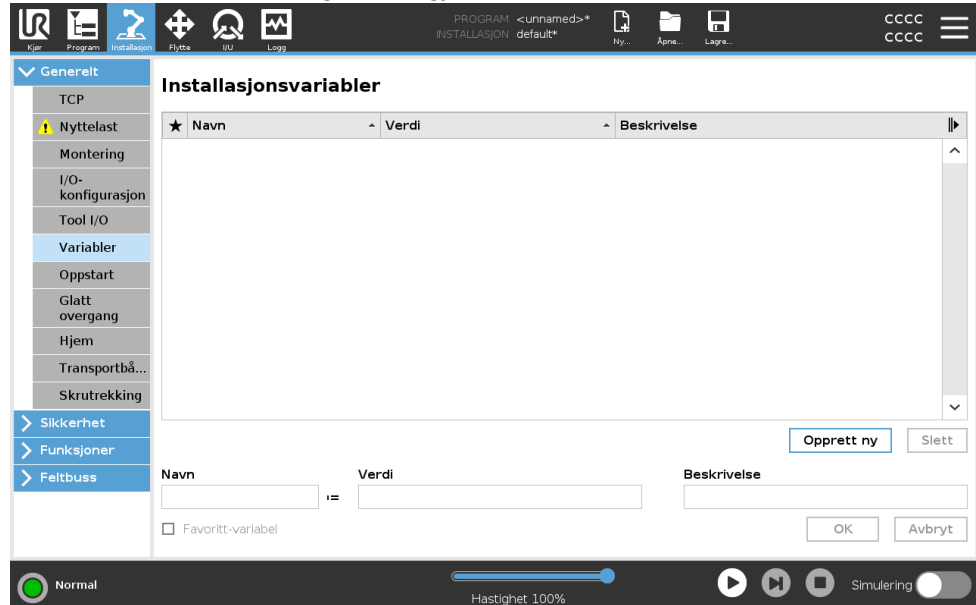 PROGRAM <unnamed>*
INSTALLASJON default*
Kjør Program Installasjon Flytte I/U Logg Ny... Åpne... Lagre...
CCCC
CCCC
Generelt
TCP
Nyttelast
Montering
I/O-
konfigurasjon
Tool I/O
Variabler
Oppstart
Glatt
overgang
Hjem
Transportbå...
Skrutrekking
Sikkerhet
Funksjoner
Feltbuss
Installasjonsvariabler
★ Navn Verdi Beskrivelse
Opprett ny Slett
Navn Verdi Beskrivelse
:=
Favoritt-variabel OK Avbryt
Normal Hastighet 100% Simulering